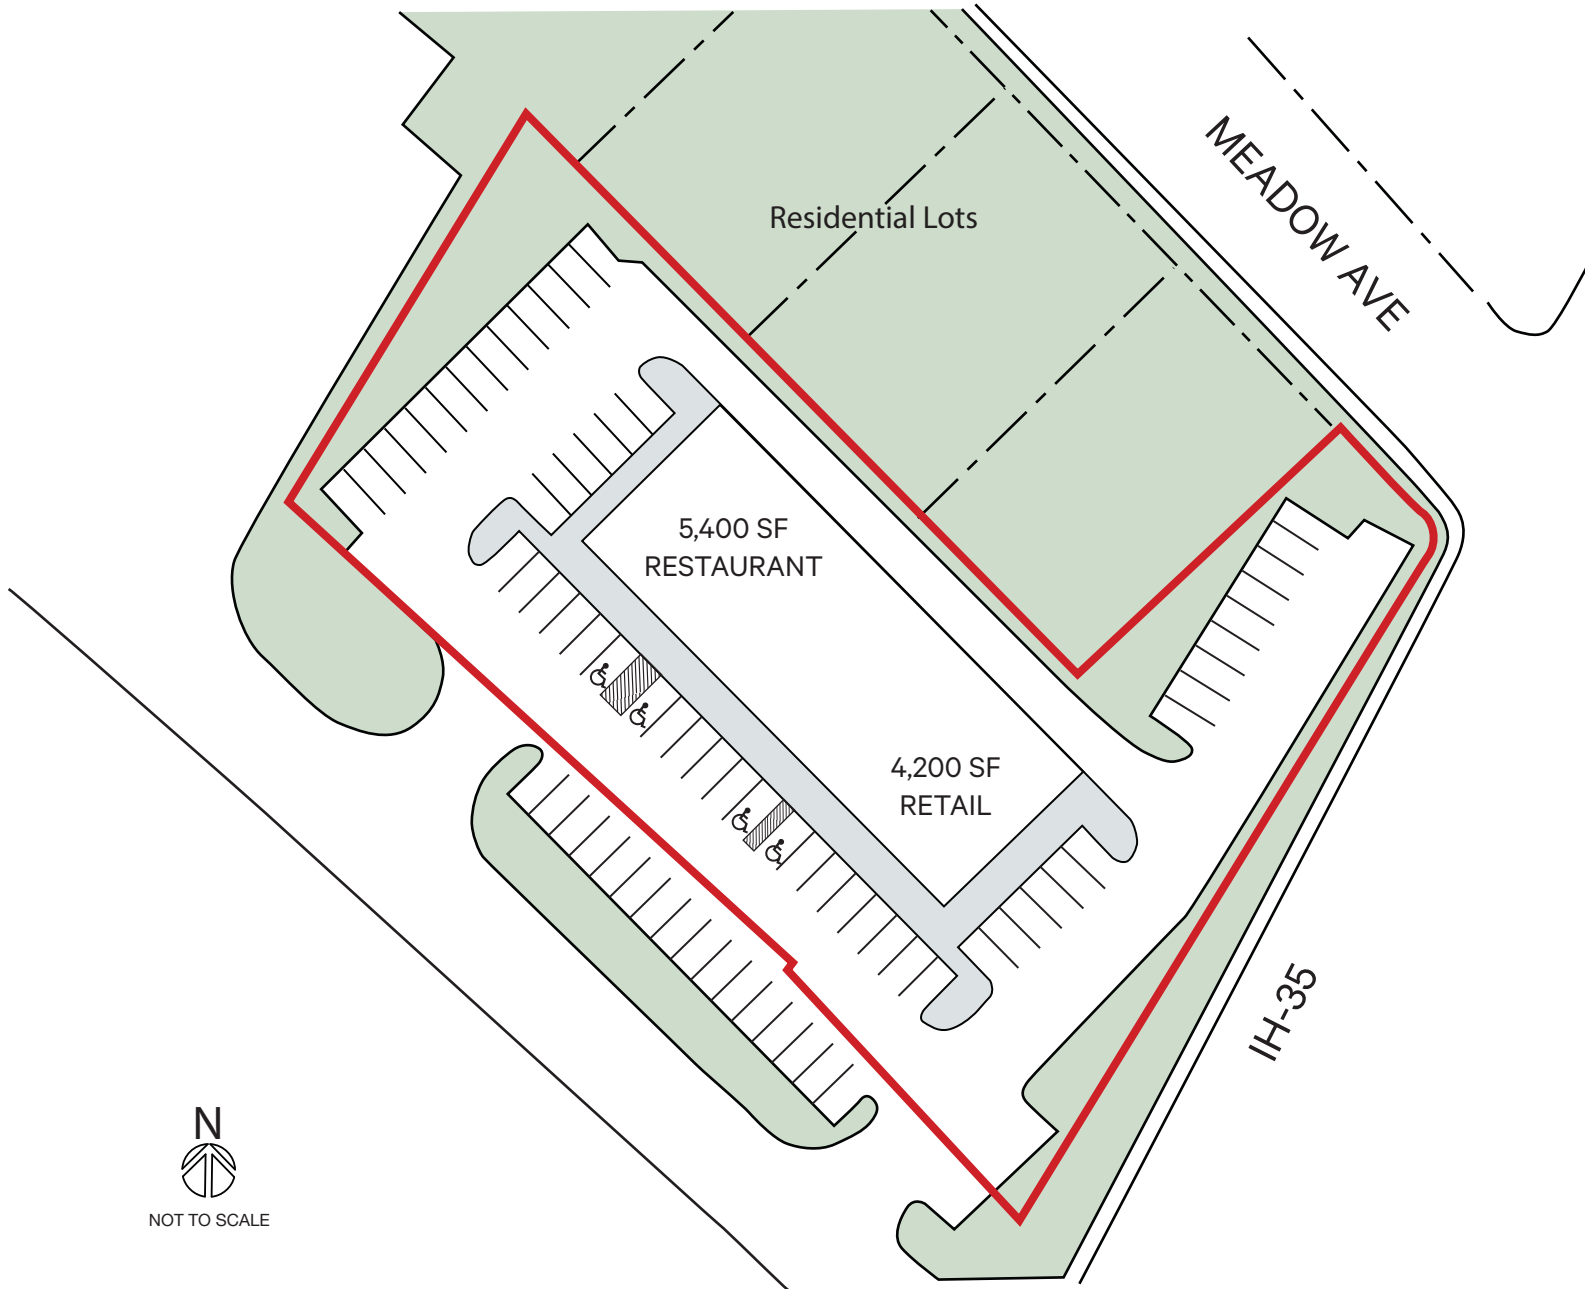 MEADOW AVE
Residential Lots
5,400 SF
RESTAURANT
4,200 SF
RETAIL
IH-35
N
NOT TO SCALE